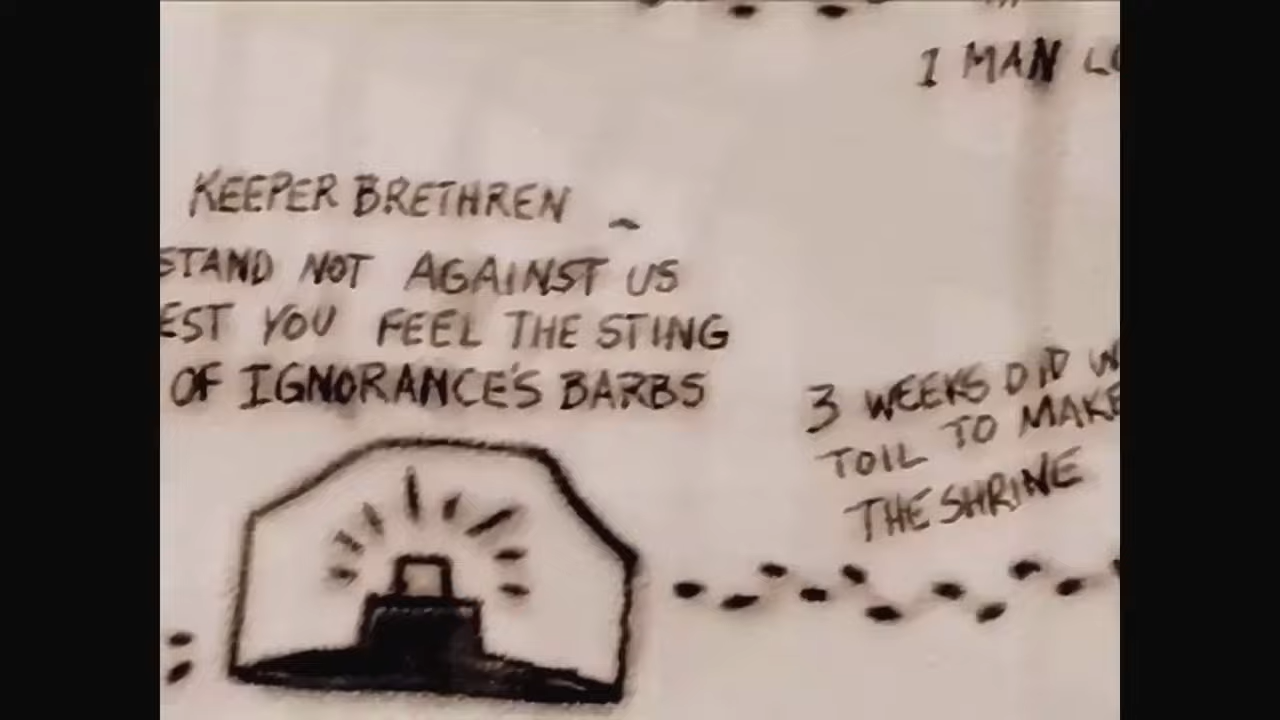 1 MAN
KEEPER BRETHREN -
STAND NOT AGAINST US
EST YOU FEEL THE STING
OF IGNORANCE'S BARBS
3 WEEKS DID
TOIL TO MAKE
THE SHRINE